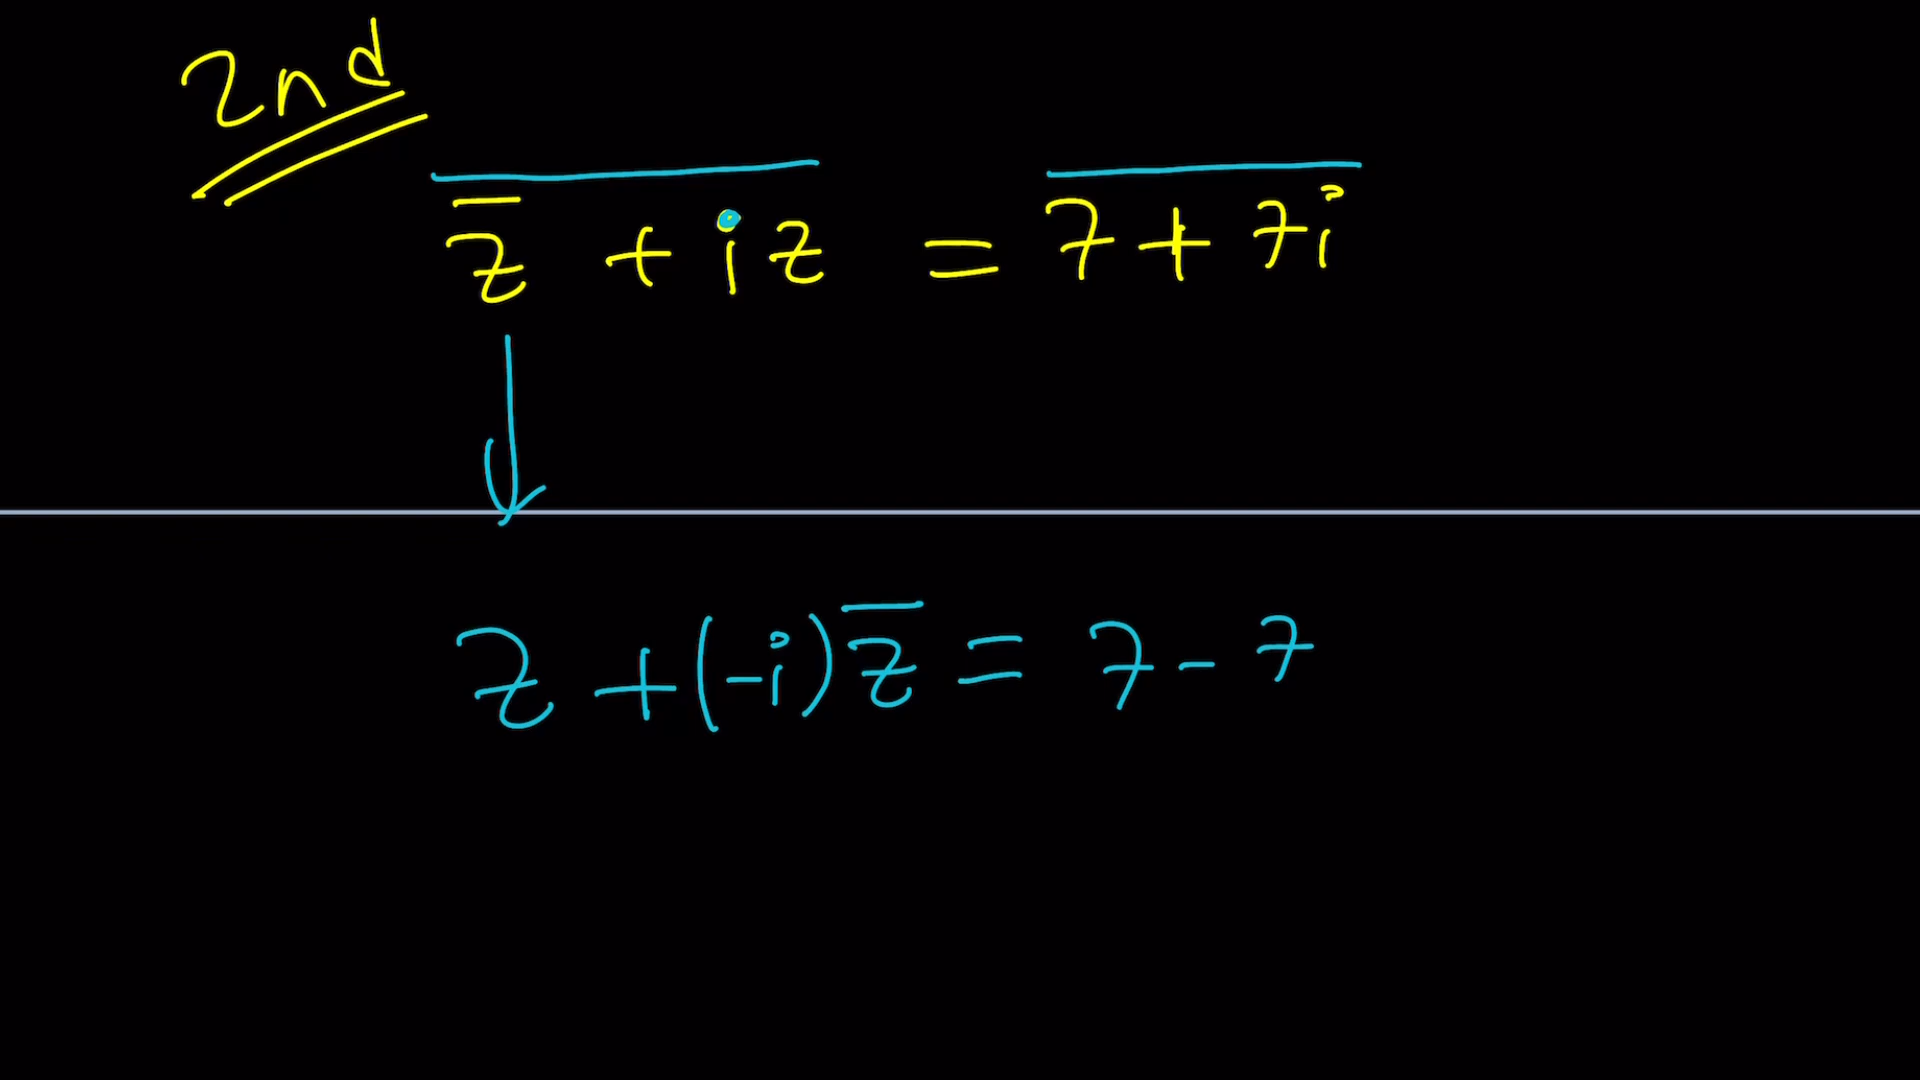 2nd
z̅ + iz = 7 + 7i
z + (-i) z̅ = 7 - 7